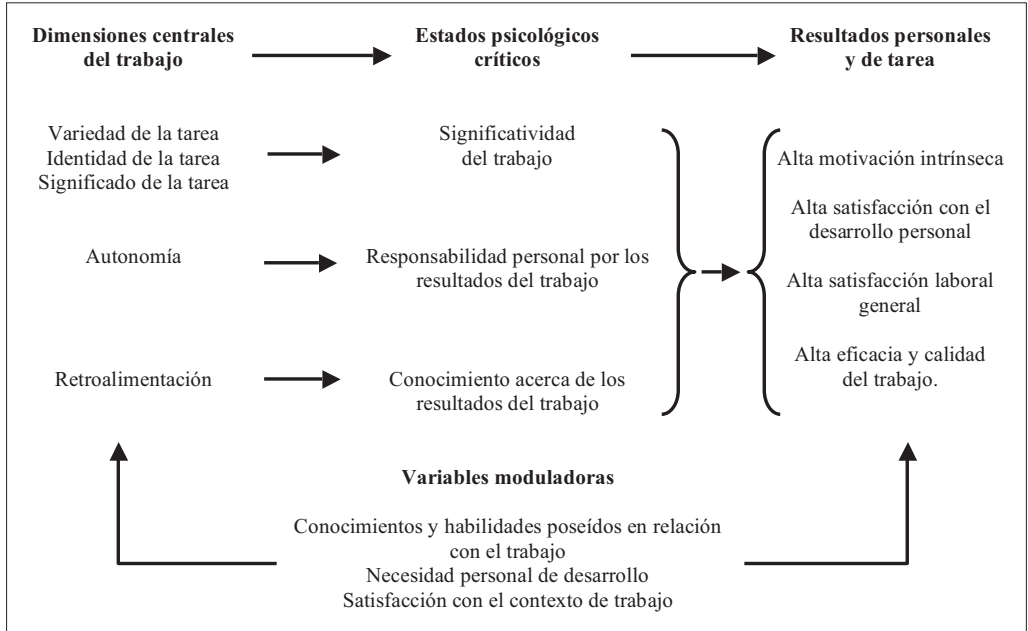 Dimensiones centrales
del trabajo
Estados psicológicos
críticos
Resultados personales
y de tarea
Variedad de la tarea
Identidad de la tarea
Significado de la tarea
Significatividad
del trabajo
Autonomía
Responsabilidad personal por los
resultados del trabajo
Retroalimentación
Conocimiento acerca de los
resultados del trabajo
Alta motivación intrínseca
Alta satisfacción con el
desarrollo personal
Alta satisfacción laboral
general
Alta eficacia y calidad
del trabajo.
Variables moduladoras
Conocimientos y habilidades poseídos en relación
con el trabajo
Necesidad personal de desarrollo
Satisfacción con el contexto de trabajo